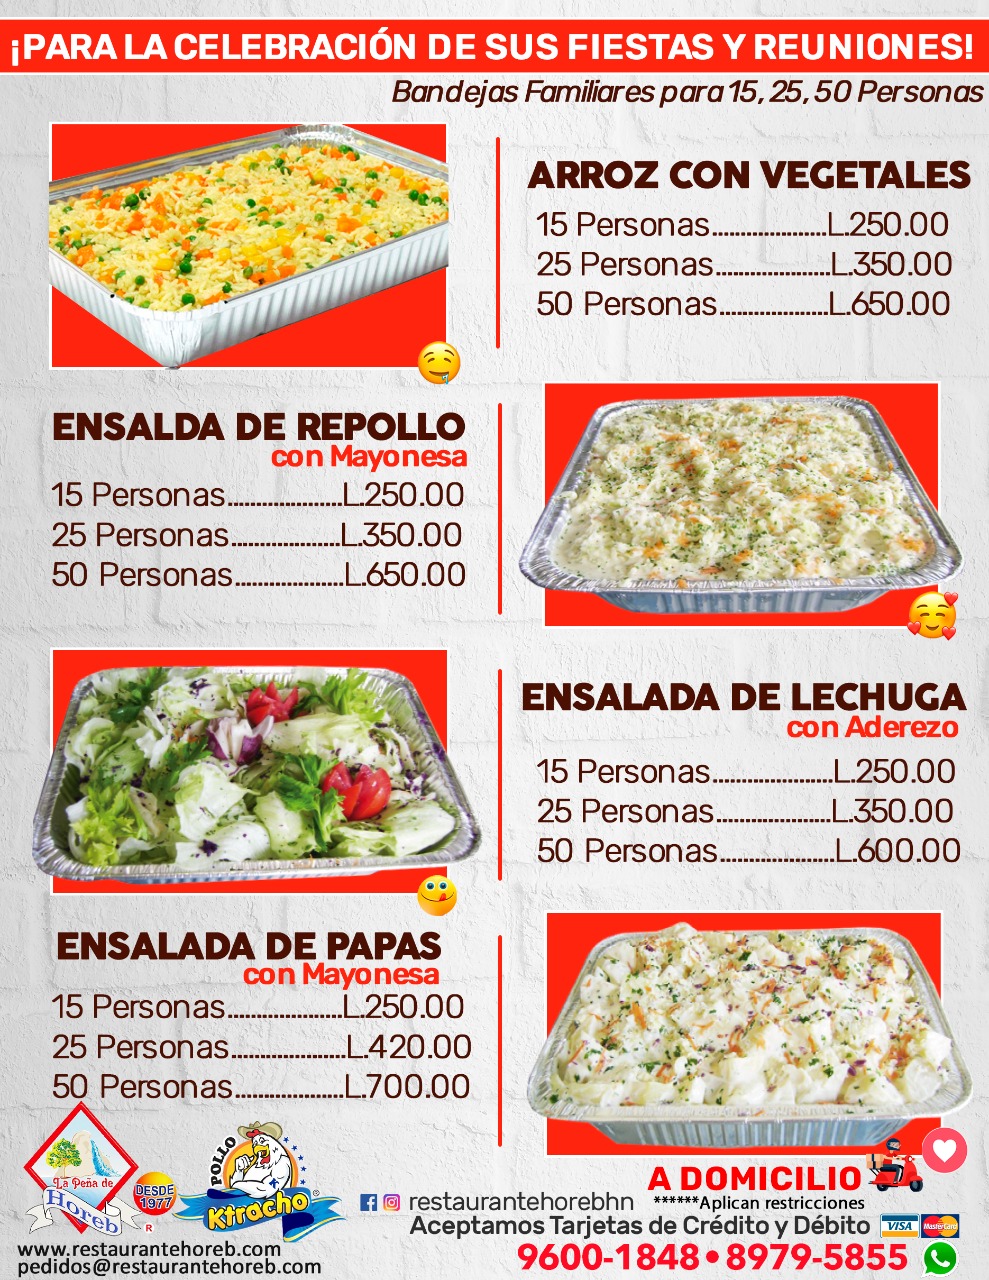 ¡PARA LA CELEBRACIÓN DE SUS FIESTAS Y REUNIONES!
Bandejas Familiares para 15, 25, 50 Personas
ARROZ CON VEGETALES
15 Personas....................L.250.00
25 Personas....................L.350.00
50 Personas...................L.650.00
ENSALDA DE REPOLLO
con Mayonesa
15 Personas....................L.250.00
25 Personas...................L.350.00
50 Personas...................L.650.00
ENSALADA DE LECHUGA
con Aderezo
15 Personas.....................L.250.00
25 Personas....................L.350.00
50 Personas....................L.600.00
ENSALADA DE PAPAS
con Mayonesa
15 Personas....................L.250.00
25 Personas....................L.420.00
50 Personas...................L.700.00
La Peña de
Horeb
R
DESDE
1977
POLLO
Ktracho
®
www.restaurantehoreb.com
pedidos@restaurantehoreb.com
A DOMICILIO
******Aplican restricciones
restaurantehorebhn
Aceptamos Tarjetas de Crédito y Débito
VISA
MasterCard
9600-1848 • 8979-5855